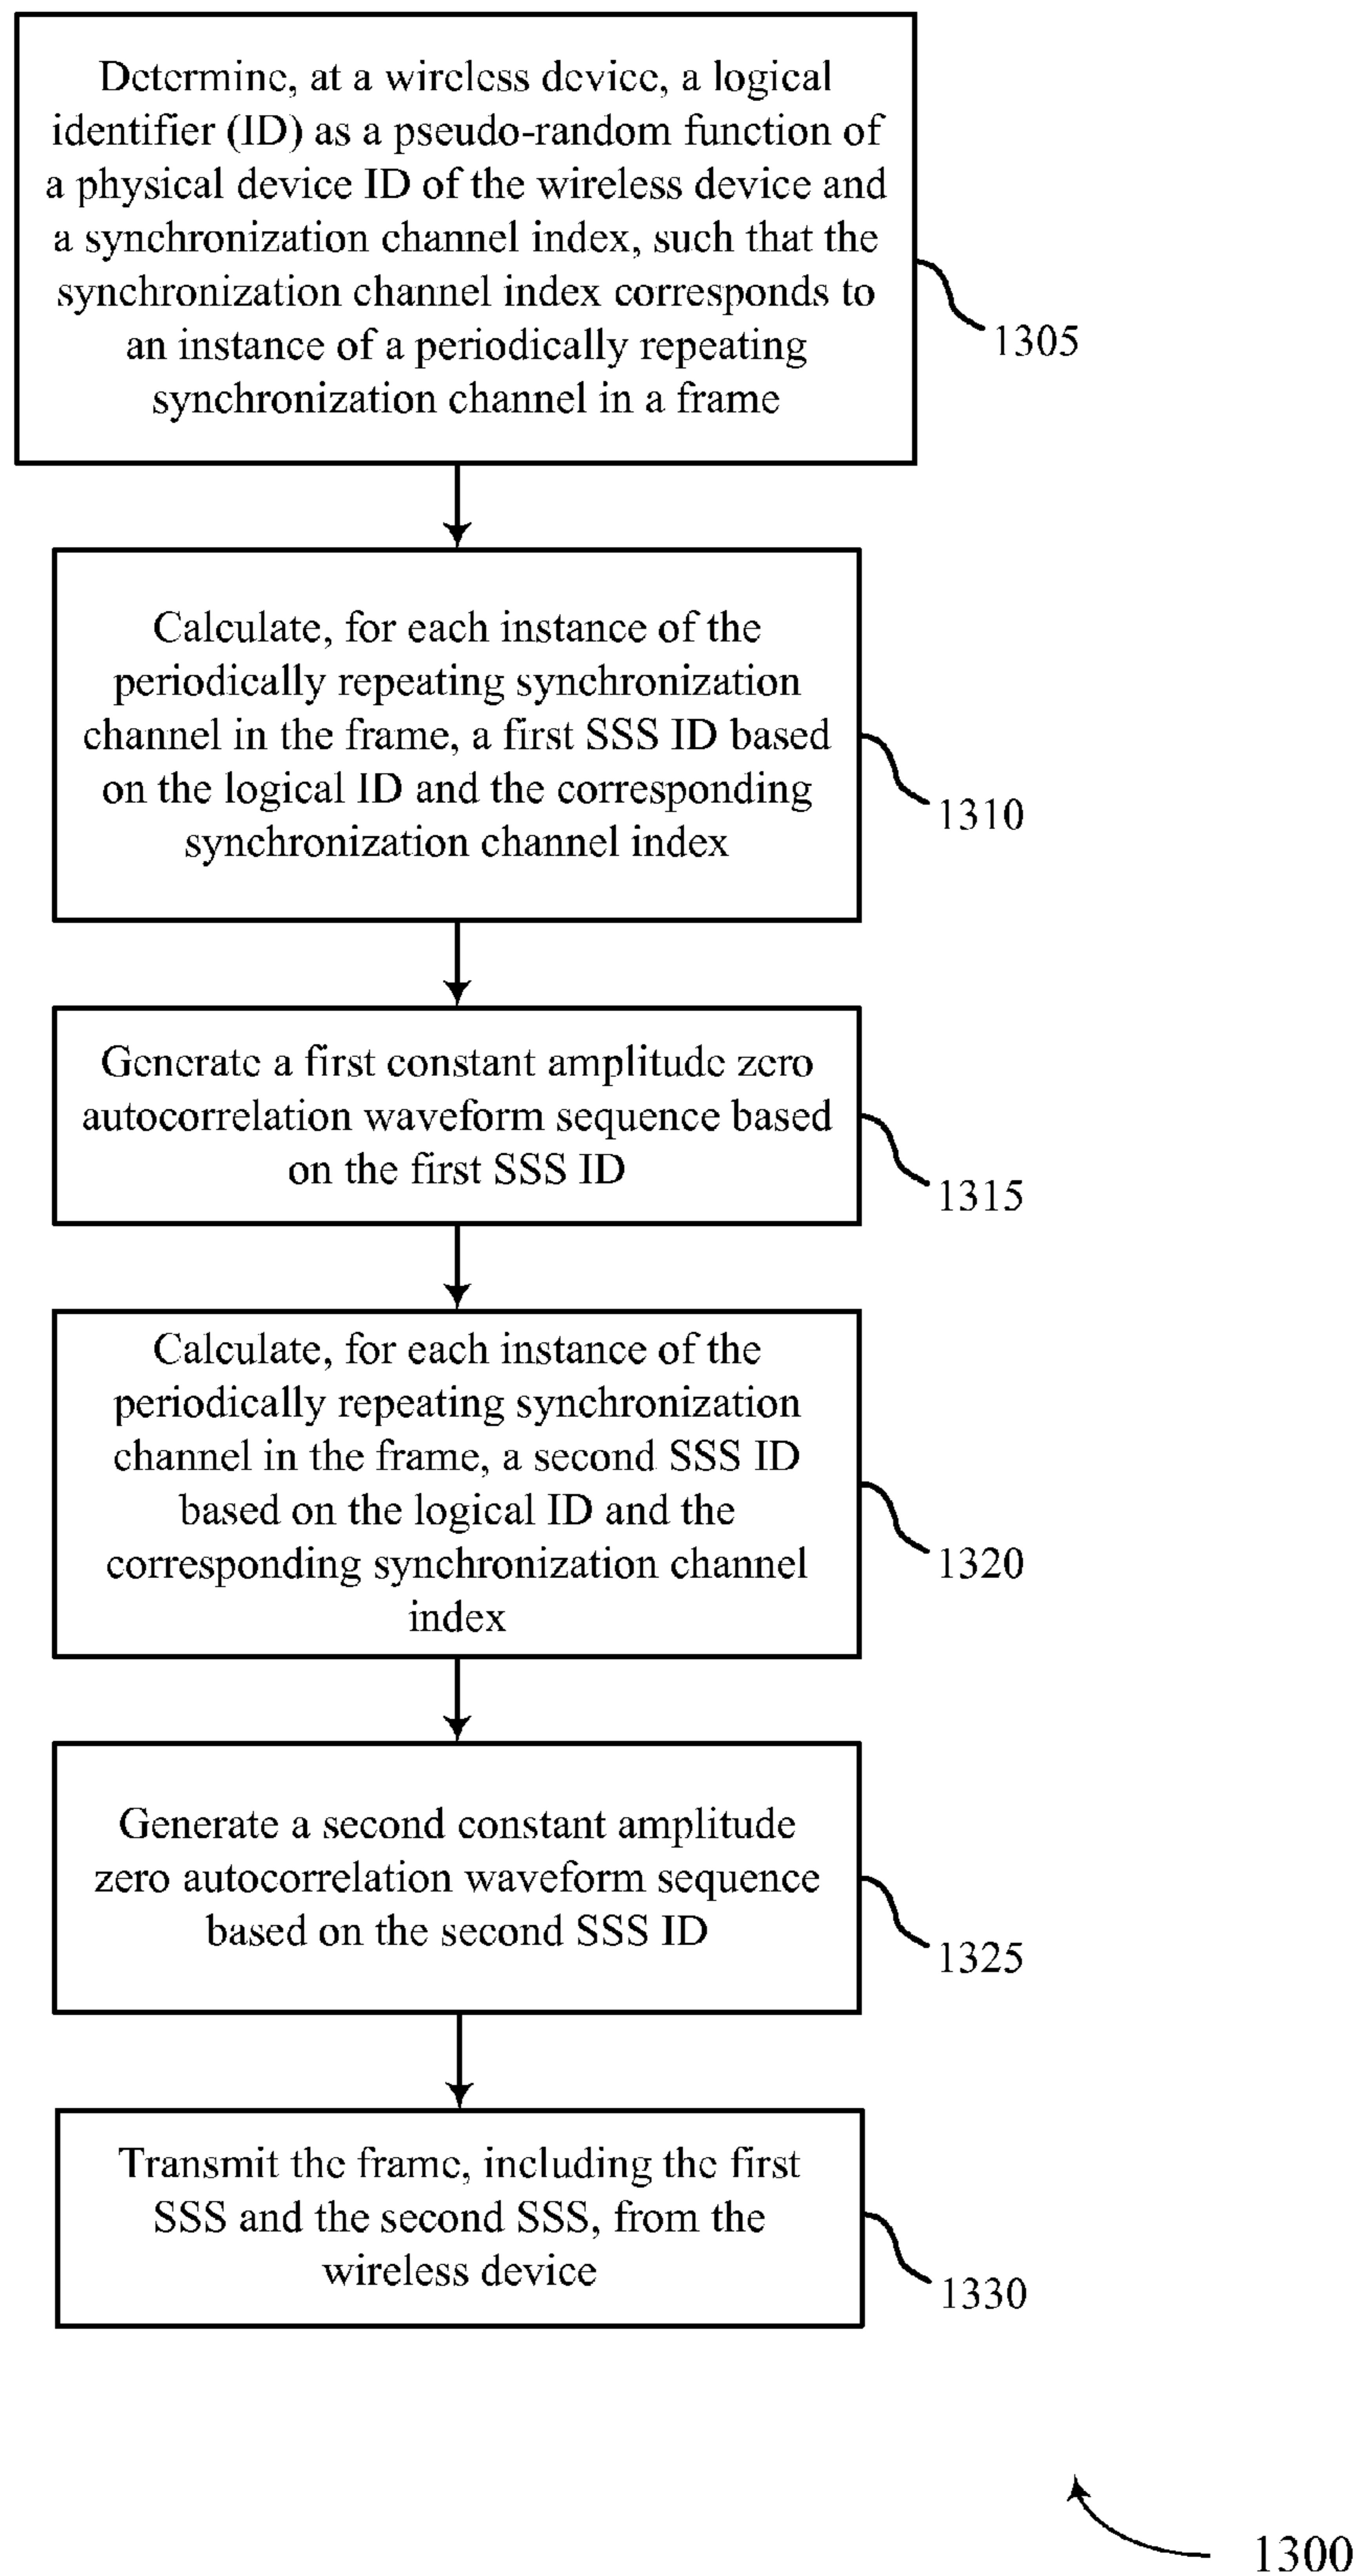 Determine, at a wireless device, a logical
identifier (ID) as a pseudo-random function of
a physical device ID of the wireless device and
a synchronization channel index, such that the
synchronization channel index corresponds to
an instance of a periodically repeating
synchronization channel in a frame
1305
Calculate, for each instance of the
periodically repeating synchronization
channel in the frame, a first SSS ID based
on the logical ID and the corresponding
synchronization channel index
1310
Generate a first constant amplitude zero
autocorrelation waveform sequence based
on the first SSS ID
1315
Calculate, for each instance of the
periodically repeating synchronization
channel in the frame, a second SSS ID
based on the logical ID and the
corresponding synchronization channel
index
1320
Generate a second constant amplitude
zero autocorrelation waveform sequence
based on the second SSS ID
1325
Transmit the frame, including the first
SSS and the second SSS, from the
wireless device
1330
1300